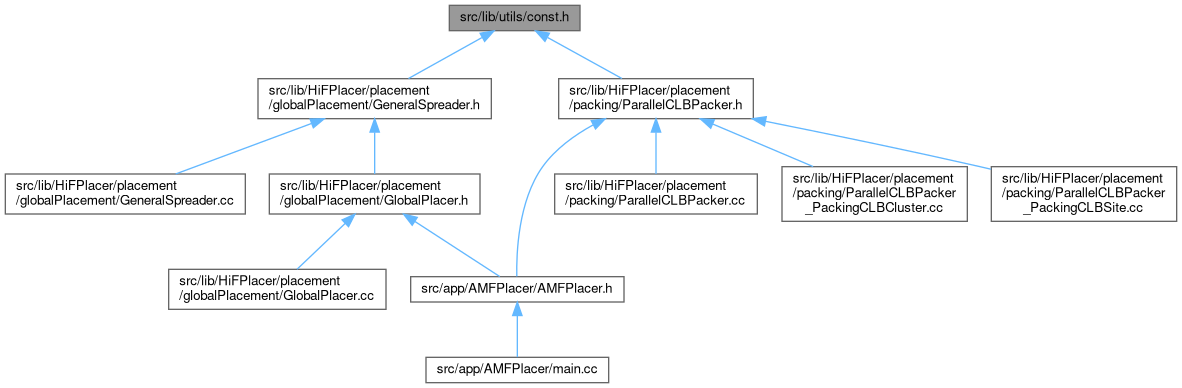 src/lib/utils/const.h
src/lib/HiFPlacer/placement
/globalPlacement/GeneralSpreader.h
src/lib/HiFPlacer/placement
/packing/ParallelCLBPacker.h
src/lib/HiFPlacer/placement
/globalPlacement/GeneralSpreader.cc
src/lib/HiFPlacer/placement
/globalPlacement/GlobalPlacer.h
src/lib/HiFPlacer/placement
/packing/ParallelCLBPacker.cc
src/lib/HiFPlacer/placement
/packing/ParallelCLBPacker
_PackingCLBCluster.cc
src/lib/HiFPlacer/placement
/packing/ParallelCLBPacker
_PackingCLBSite.cc
src/lib/HiFPlacer/placement
/globalPlacement/GlobalPlacer.cc
src/app/AMFPlacer/AMFPlacer.h
src/app/AMFPlacer/main.cc